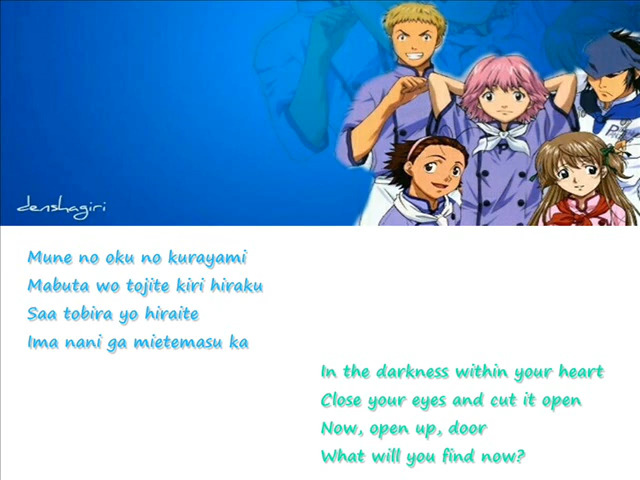 denshagiri
Mune no oku no kurayami
Mabuta wo tojite kiri hiraku
Saa tobira yo hiraite
Ima nani ga mietemasu ka
In the darkness within your heart
Close your eyes and cut it open
Now, open up, door
What will you find now?